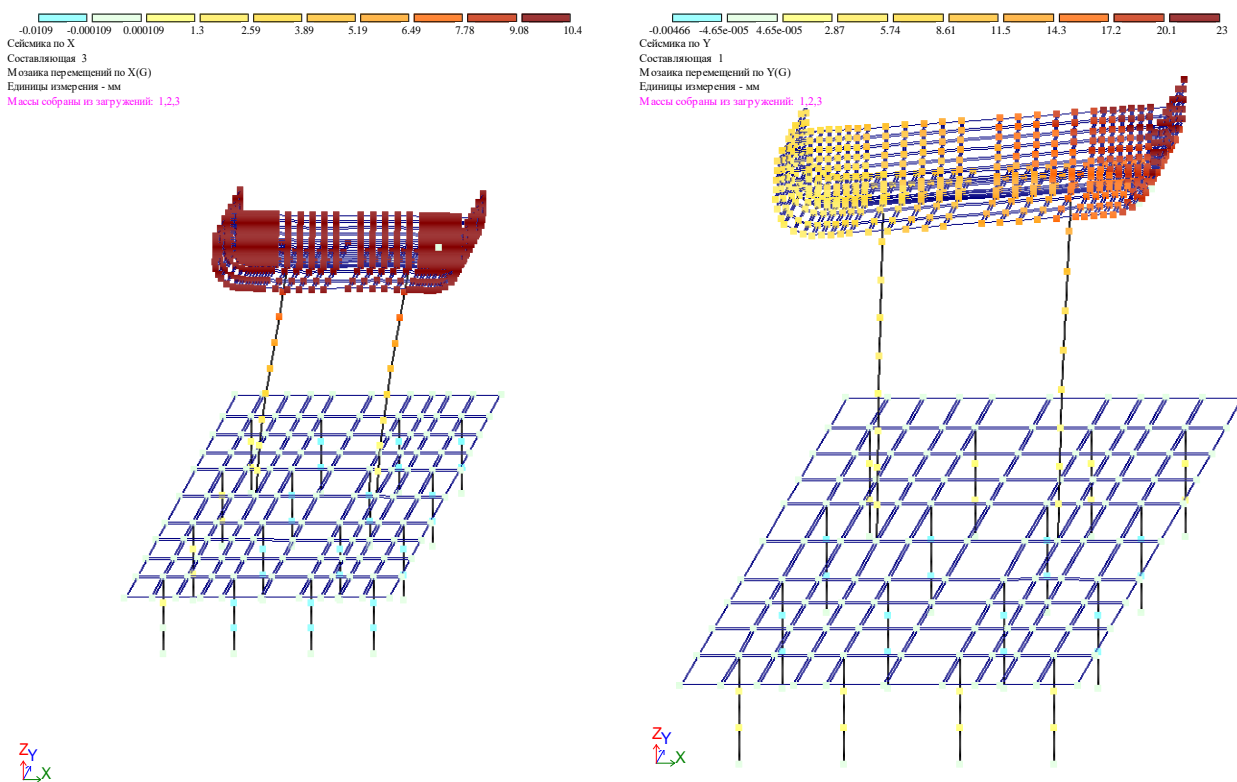 -0.0109 -0.000109 0.000109 1.3 2.59 3.89 5.19 6.49 7.78 9.08 10.4
Сейсмика по X
Составляющая 3
Мозаика перемещений по X(G)
Единицы измерения - мм
Массы собраны из загружений: 1,2,3
Z
Y
X
-0.00466 -4.65e-005 4.65e-005 2.87 5.74 8.61 11.5 14.3 17.2 20.1 23
Сейсмика по Y
Составляющая 1
Мозаика перемещений по Y(G)
Единицы измерения - мм
Массы собраны из загружений: 1,2,3
Z
Y
X